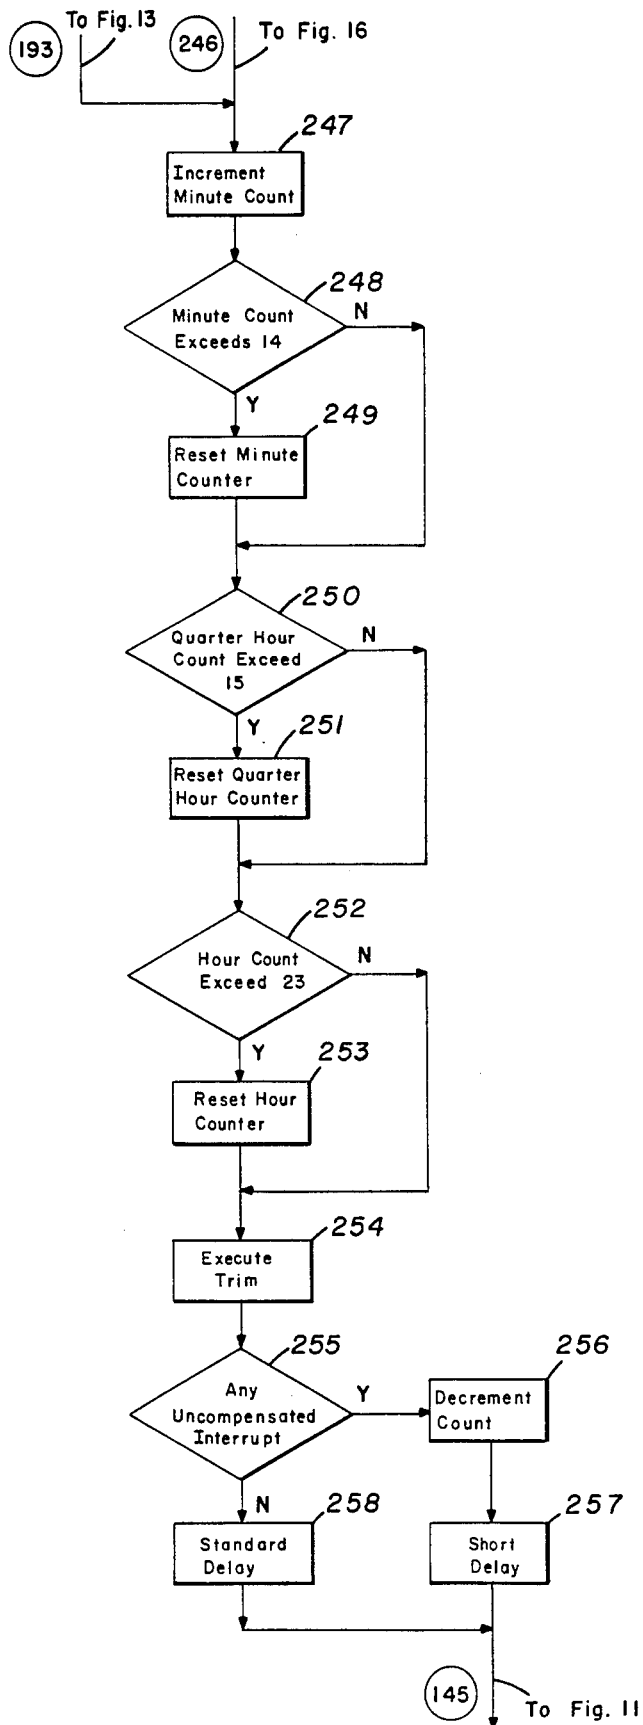 To Fig. 13
193
246
To Fig. 16
247
Increment
Minute Count
248
Minute Count
Exceeds 14
N
Y
249
Reset Minute
Counter
250
Quarter Hour
Count Exceed
15
N
Y
251
Reset Quarter
Hour Counter
252
Hour Count
Exceed 23
N
Y
253
Reset Hour
Counter
254
Execute
Trim
255
Any
Uncompensated
Interrupt
Y
N
256
Decrement
Count
258
Standard
Delay
257
Short
Delay
145
To Fig. 11